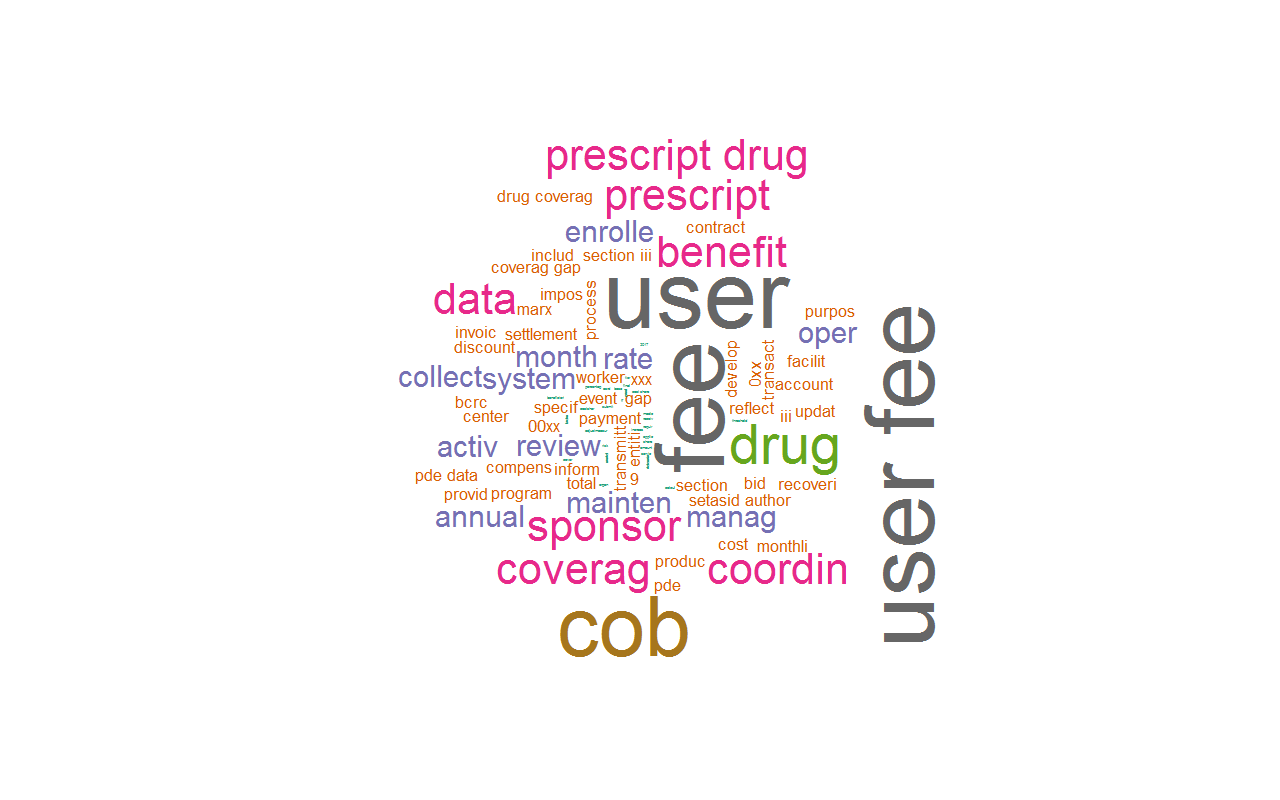 prescript drug
drug coverag
prescript
enrolle
contract
includ
section iii
benefit
coverag gap
data
impos
marx
process
user
purpos
invoic
settlement
oper
discount
month
rate
fee
develop
0xx
transact
facilit
user fee
collect
system
worker
xxx
account
event
gap
bcrc
center
specif
payment
reflect
iii
updat
00xx
activ
review
transmitt
entiti
drug
pde data
compens
inform
total
9
section
bid
recoveri
provid
program
mainten
setasid
author
annual
sponsor
manag
cost
monthli
coverag
produc
coordin
pde
cob